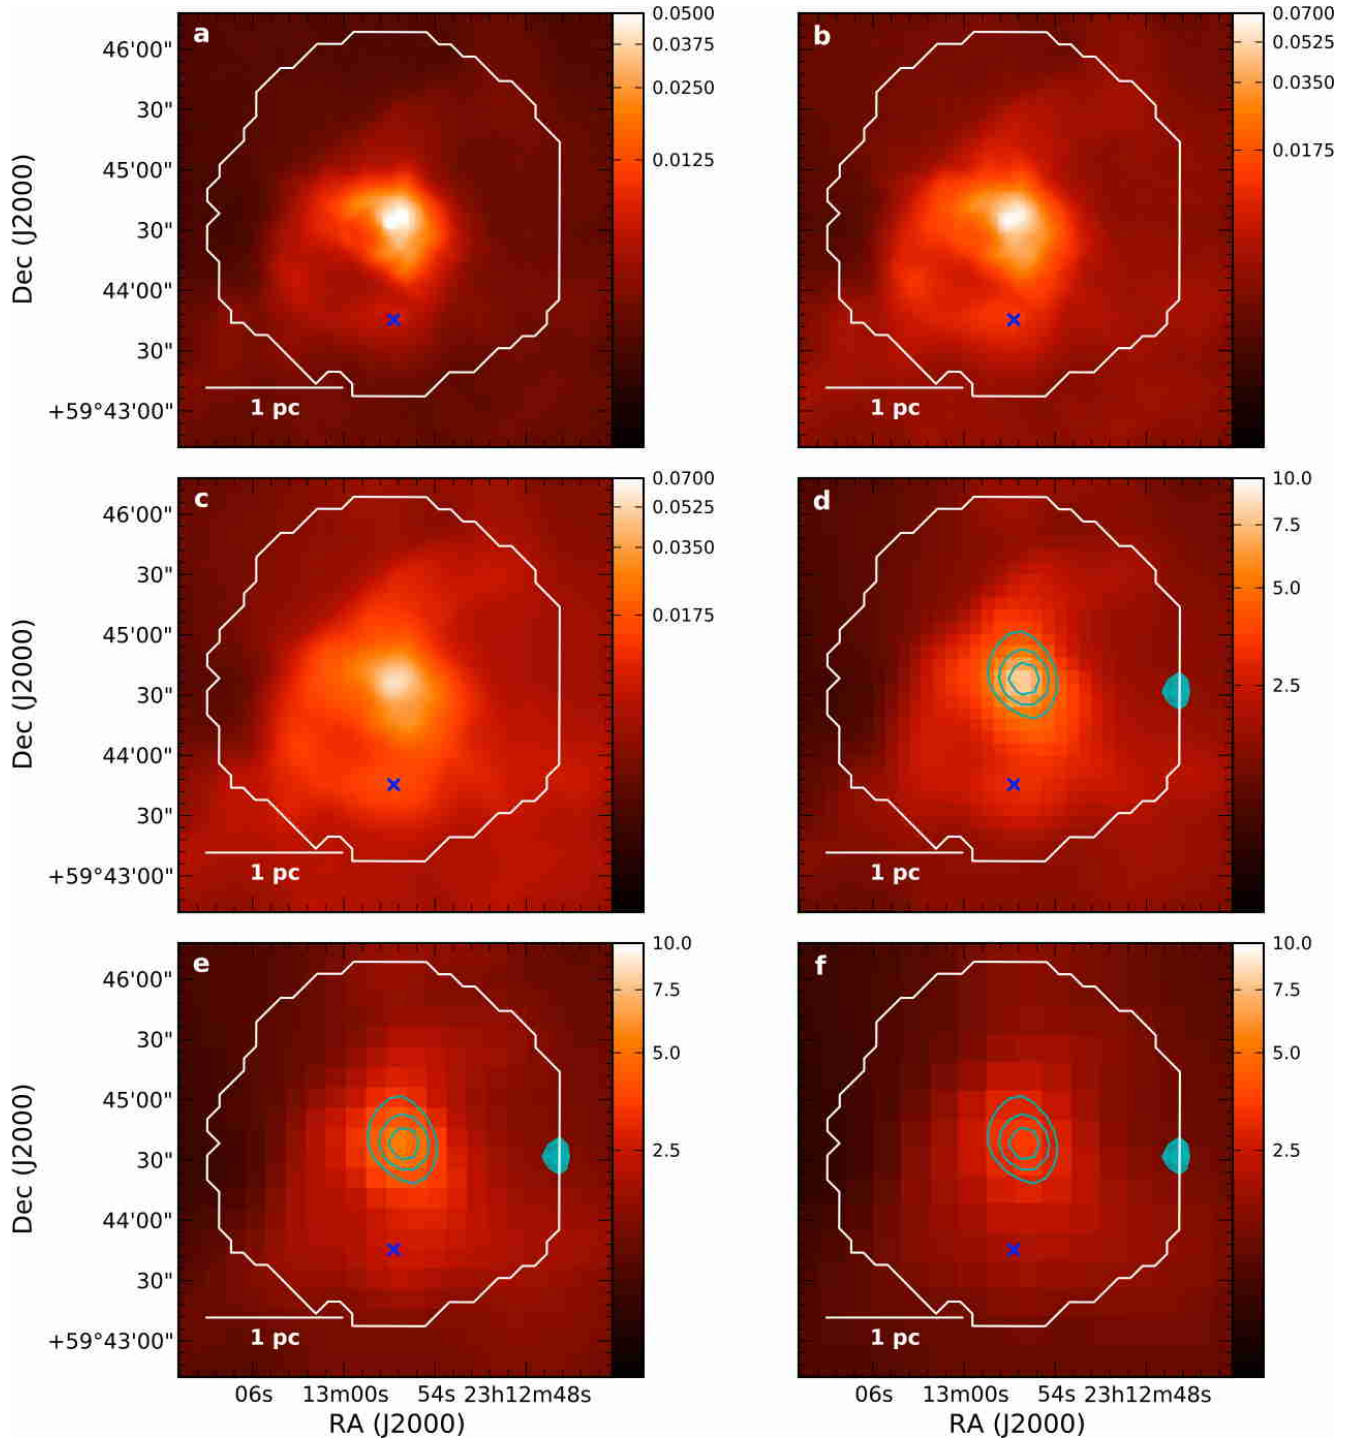 a
0.0500
0.0375
0.0250
0.0125
46'00"
30"
45'00"
30"
44'00"
30"
+59°43'00"
Dec (J2000)
1 pc
b
0.0700
0.0525
0.0350
0.0175
1 pc
c
0.0700
0.0525
0.0350
0.0175
46'00"
30"
45'00"
30"
44'00"
30"
+59°43'00"
Dec (J2000)
1 pc
d
10.0
7.5
5.0
2.5
1 pc
e
10.0
7.5
5.0
2.5
46'00"
30"
45'00"
30"
44'00"
30"
+59°43'00"
Dec (J2000)
1 pc
06s 13m00s 54s 23h12m48s
RA (J2000)
f
10.0
7.5
5.0
2.5
1 pc
06s 13m00s 54s 23h12m48s
RA (J2000)